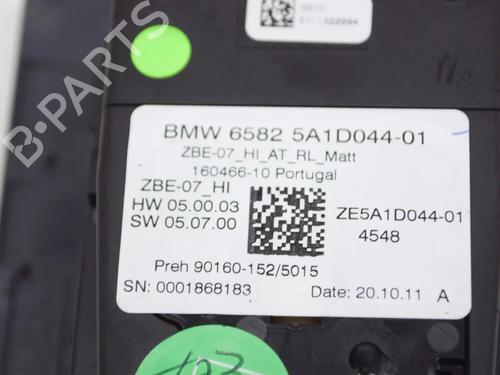 BMW 6582 5A1D044-01
ZBE-07_HI_AT_RL_Matt
160466-10 Portugal
ZBE-07_HI
HW 05.00.03
SW 05.07.00
ZE5A1D044-01
4548
Preh 90160-152/5015
SN: 0001868183
Date: 20.10.11 A